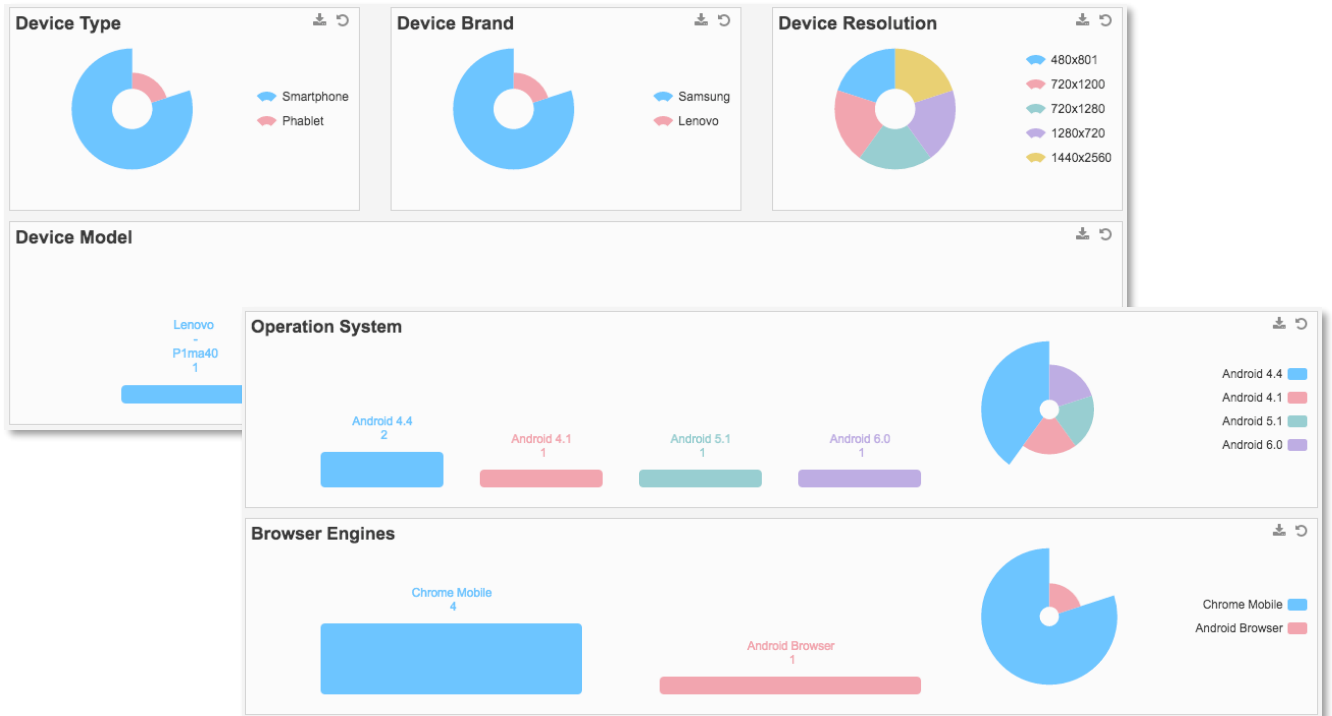 Device Type
Smartphone
Phablet
Device Brand
Samsung
Lenovo
Device Resolution
480x801
720x1200
720x1280
1280x720
1440x2560
Device Model
Lenovo
-
P1ma40
1
Operation System
Android 4.4
2
Android 4.1
1
Android 5.1
1
Android 6.0
1
Android 4.4
Android 4.1
Android 5.1
Android 6.0
Browser Engines
Chrome Mobile
4
Android Browser
1
Chrome Mobile
Android Browser